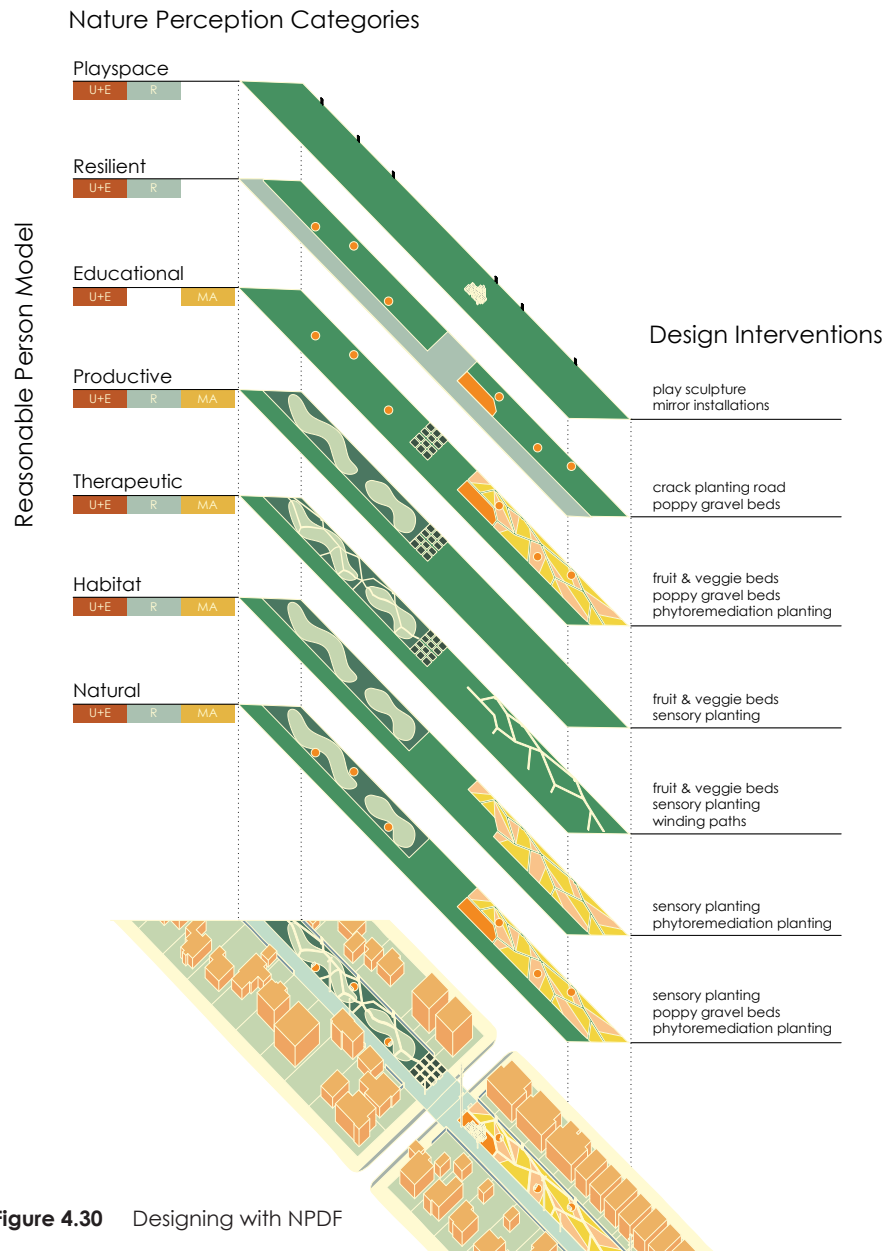 Nature Perception Categories
Reasonable Person Model
Playspace
U+E R
Resilient
U+E R
Educational
U+E MA
Productive
U+E R MA
Therapeutic
U+E R MA
Habitat
U+E R MA
Natural
U+E R MA
Design Interventions
play sculpture
mirror installations
crack planting road
poppy gravel beds
fruit & veggie beds
poppy gravel beds
phytoremediation planting
fruit & veggie beds
sensory planting
fruit & veggie beds
sensory planting
winding paths
sensory planting
phytoremediation planting
sensory planting
poppy gravel beds
phytoremediation planting
igure 4.30 Designing with NPDF